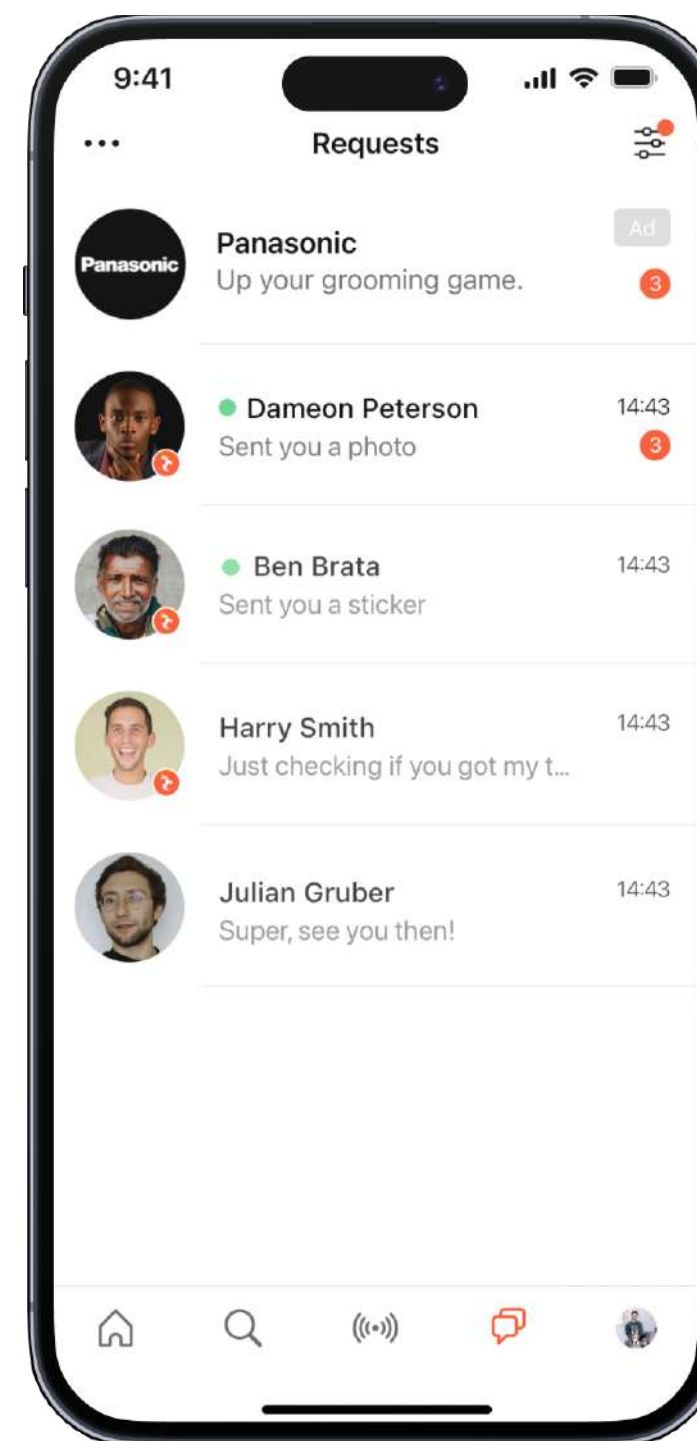 9:41
Requests
Panasonic
Panasonic
Ad
Up your grooming game.
3
Dameon Peterson
14:43
Sent you a photo
3
Ben Brata
14:43
Sent you a sticker
Harry Smith
14:43
Just checking if you got my t...
Julian Gruber
14:43
Super, see you then!